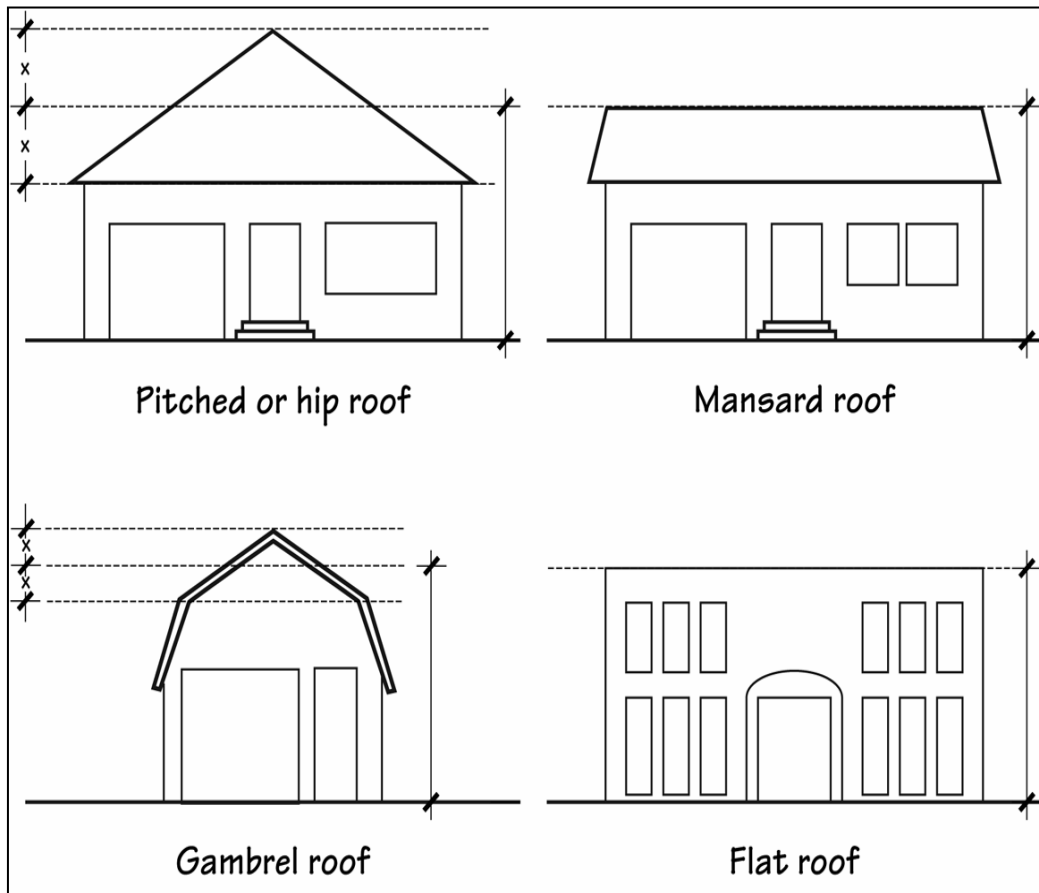 x
x
Pitched or hip roof
Mansard roof
x
x
Gambrel roof
Flat roof